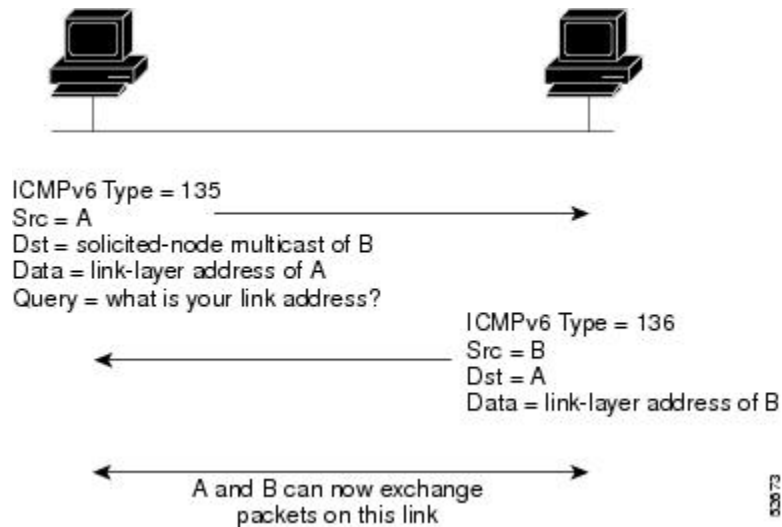 ICMPv6 Type = 135
Src = A
Dst = solicited-node multicast of B
Data = link-layer address of A
Query = what is your link address?
ICMPv6 Type = 136
Src = B
Dst = A
Data = link-layer address of B
A and B can now exchange
packets on this link